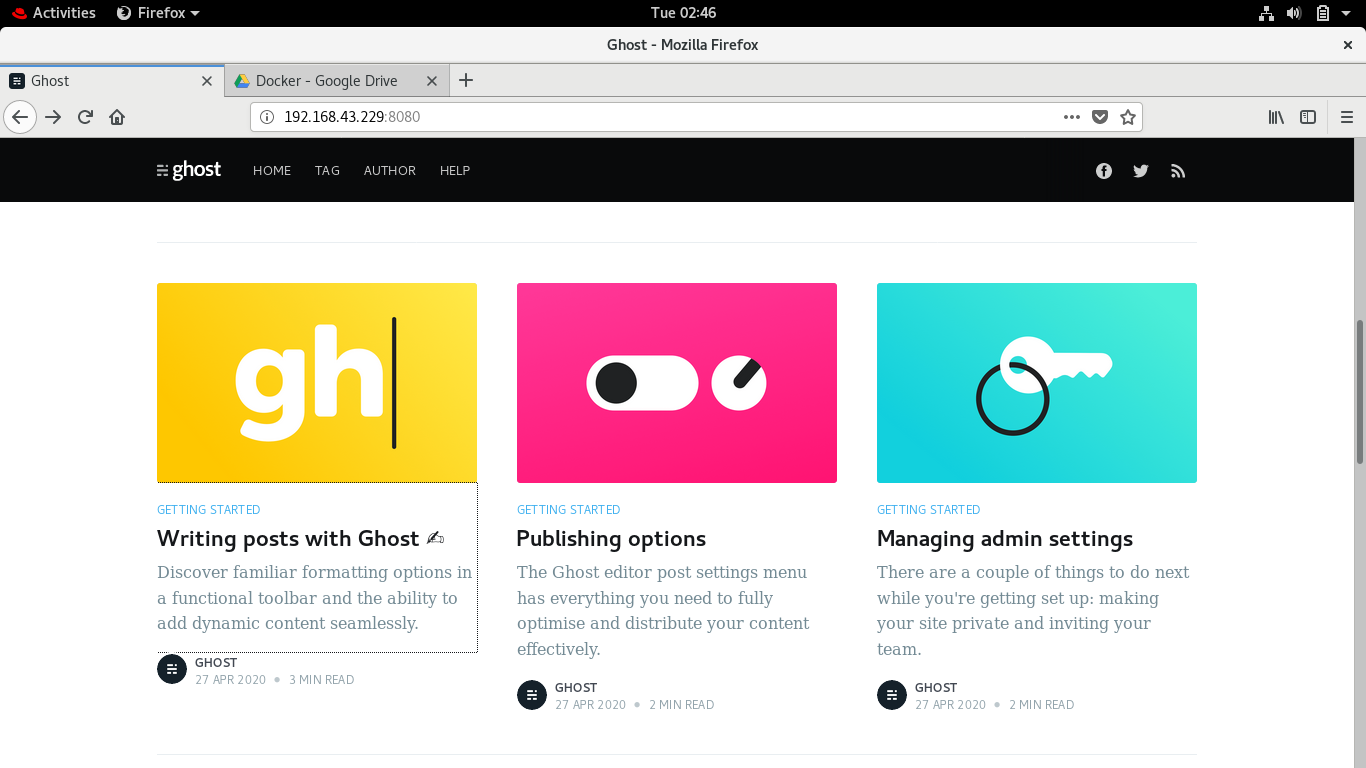 Activities Firefox Tue 02:46
Ghost - Mozilla Firefox
Ghost Docker - Google Drive
192.168.43.229:8080
ghost HOME TAG AUTHOR HELP
gh
GETTING STARTED
Writing posts with Ghost ✍
Discover familiar formatting options in
a functional toolbar and the ability to
add dynamic content seamlessly.
GHOST
27 APR 2020 • 3 MIN READ
GETTING STARTED
Publishing options
The Ghost editor post settings menu
has everything you need to fully
optimise and distribute your content
effectively.
GHOST
27 APR 2020 • 2 MIN READ
GETTING STARTED
Managing admin settings
There are a couple of things to do next
while you're getting set up: making
your site private and inviting your
team.
GHOST
27 APR 2020 • 2 MIN READ